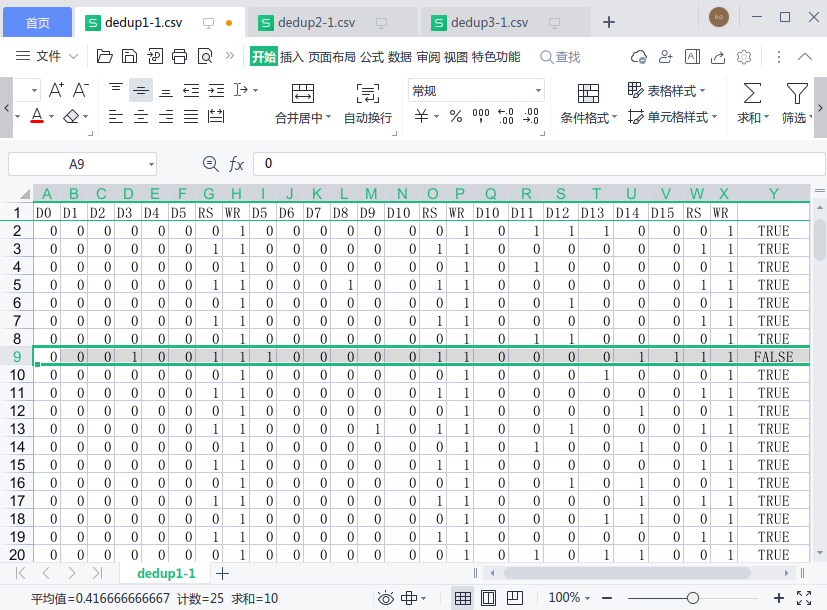 首页 dedup1-1.csv dedup2-1.csv dedup3-1.csv ke
文件 开始 插入 页面布局 公式 数据 审阅 视图 特色功能 查找
A+ A- 常规 表格样式
合并居中 自动换行 ¥ % 条件格式 单元格样式 求和 筛选
A9 fx 0
A B C D E F G H I J K L M N O P Q R S T U V W X Y
1 D0 D1 D2 D3 D4 D5 RS WR D5 D6 D7 D8 D9 D10 RS WR D10 D11 D12 D13 D14 D15 RS WR
2 0 0 0 0 0 0 0 1 0 0 0 0 0 0 0 1 0 1 1 1 0 0 0 1 TRUE
3 0 0 0 0 0 0 1 1 0 0 0 0 0 0 1 1 0 0 0 0 0 0 1 1 TRUE
4 0 0 0 0 0 0 0 1 0 0 0 0 0 0 0 1 0 1 0 0 0 0 0 1 TRUE
5 0 0 0 0 0 0 1 1 0 0 0 1 0 0 1 1 0 0 0 0 0 0 1 1 TRUE
6 0 0 0 0 0 0 0 1 0 0 0 0 0 0 0 1 0 0 1 0 0 0 0 1 TRUE
7 0 0 0 0 0 0 1 1 0 0 0 0 0 0 1 1 0 0 0 0 0 0 1 1 TRUE
8 0 0 0 0 0 0 0 1 0 0 0 0 0 0 0 1 0 1 1 0 0 0 0 1 TRUE
9 0 0 0 1 0 0 1 1 1 0 0 0 0 0 1 1 0 0 0 0 1 1 1 1 FALSE
10 0 0 0 0 0 0 0 1 0 0 0 0 0 0 0 1 0 0 0 1 0 0 0 1 TRUE
11 0 0 0 0 0 0 1 1 0 0 0 0 0 0 1 1 0 0 0 0 0 0 1 1 TRUE
12 0 0 0 0 0 0 0 1 0 0 0 0 0 0 0 1 0 0 0 0 1 0 0 1 TRUE
13 0 0 0 0 0 0 1 1 0 0 0 0 1 0 1 1 0 0 1 0 0 0 1 1 TRUE
14 0 0 0 0 0 0 0 1 0 0 0 0 0 0 0 1 0 1 0 0 1 0 0 1 TRUE
15 0 0 0 0 0 0 0 1 0 0 0 0 0 0 0 1 0 0 0 0 0 0 1 1 TRUE
16 0 0 0 0 0 0 0 1 0 0 0 0 0 0 0 1 0 0 1 0 1 0 0 1 TRUE
17 0 0 0 0 0 0 1 1 0 0 0 0 0 0 1 1 0 0 0 0 1 0 1 1 TRUE
18 0 0 0 0 0 0 0 1 0 0 0 0 0 0 0 1 0 0 0 1 1 0 0 1 TRUE
19 0 0 0 0 0 0 1 1 0 0 0 0 0 0 1 1 0 0 0 0 0 0 1 1 TRUE
20 0 0 0 0 0 0 0 1 0 0 0 0 0 0 0 1 0 1 0 1 1 0 0 1 TRUE
dedup1-1
平均值=0.416666666667 计数=25 求和=10 100%